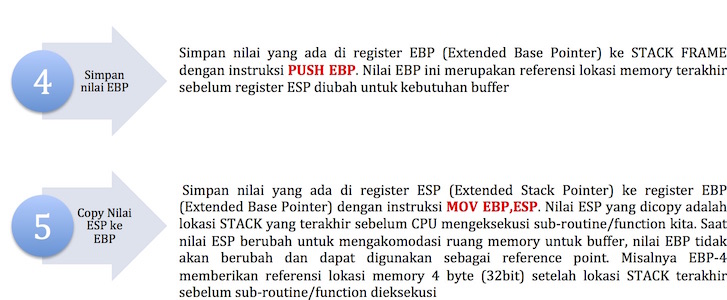 4
Simpan
nilai EBP
Simpan nilai yang ada di register EBP (Extended Base Pointer) ke STACK FRAME
dengan instruksi PUSH EBP. Nilai EBP ini merupakan referensi lokasi memory terakhir
sebelum register ESP diubah untuk kebutuhan buffer
5
Copy Nilai
ESP ke
EBP
Simpan nilai yang ada di register ESP (Extended Stack Pointer) ke register EBP
(Extended Base Pointer) dengan instruksi MOV EBP,ESP. Nilai ESP yang dicopy adalah
lokasi STACK yang terakhir sebelum CPU mengeksekusi sub-routine/function kita. Saat
nilai ESP berubah untuk mengakomodasi ruang memory untuk buffer, nilai EBP tidak
akan berubah dan dapat digunakan sebagai reference point. Misalnya EBP-4
memberikan referensi lokasi memory 4 byte (32bit) setelah lokasi STACK terakhir
sebelum sub-routine/function dieksekusi